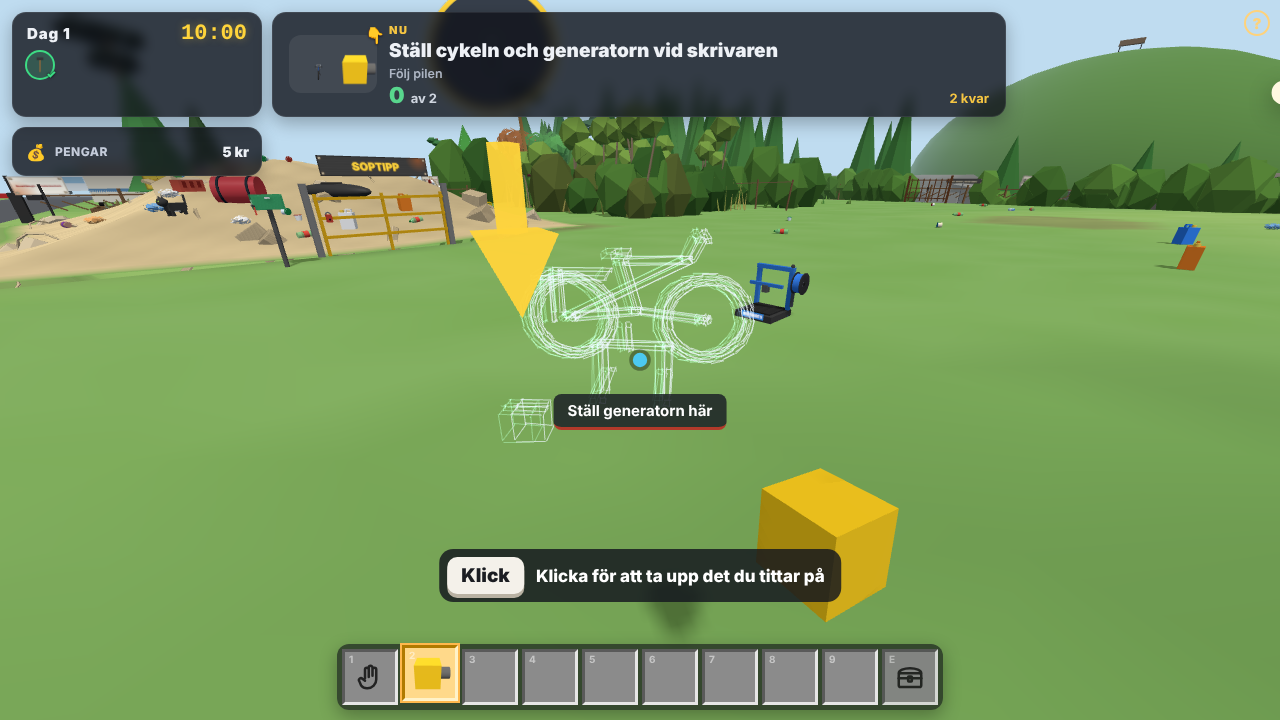 Dag 1
10:00
NU
Ställ cykeln och generatorn vid skrivaren
Följ pilen
0 av 2
2 kvar
PENGAR
5 kr
SOPTIPP
Ställ generatorn här
Klick
Klicka för att ta upp det du tittar på
1
2
3
4
5
6
7
8
9
E